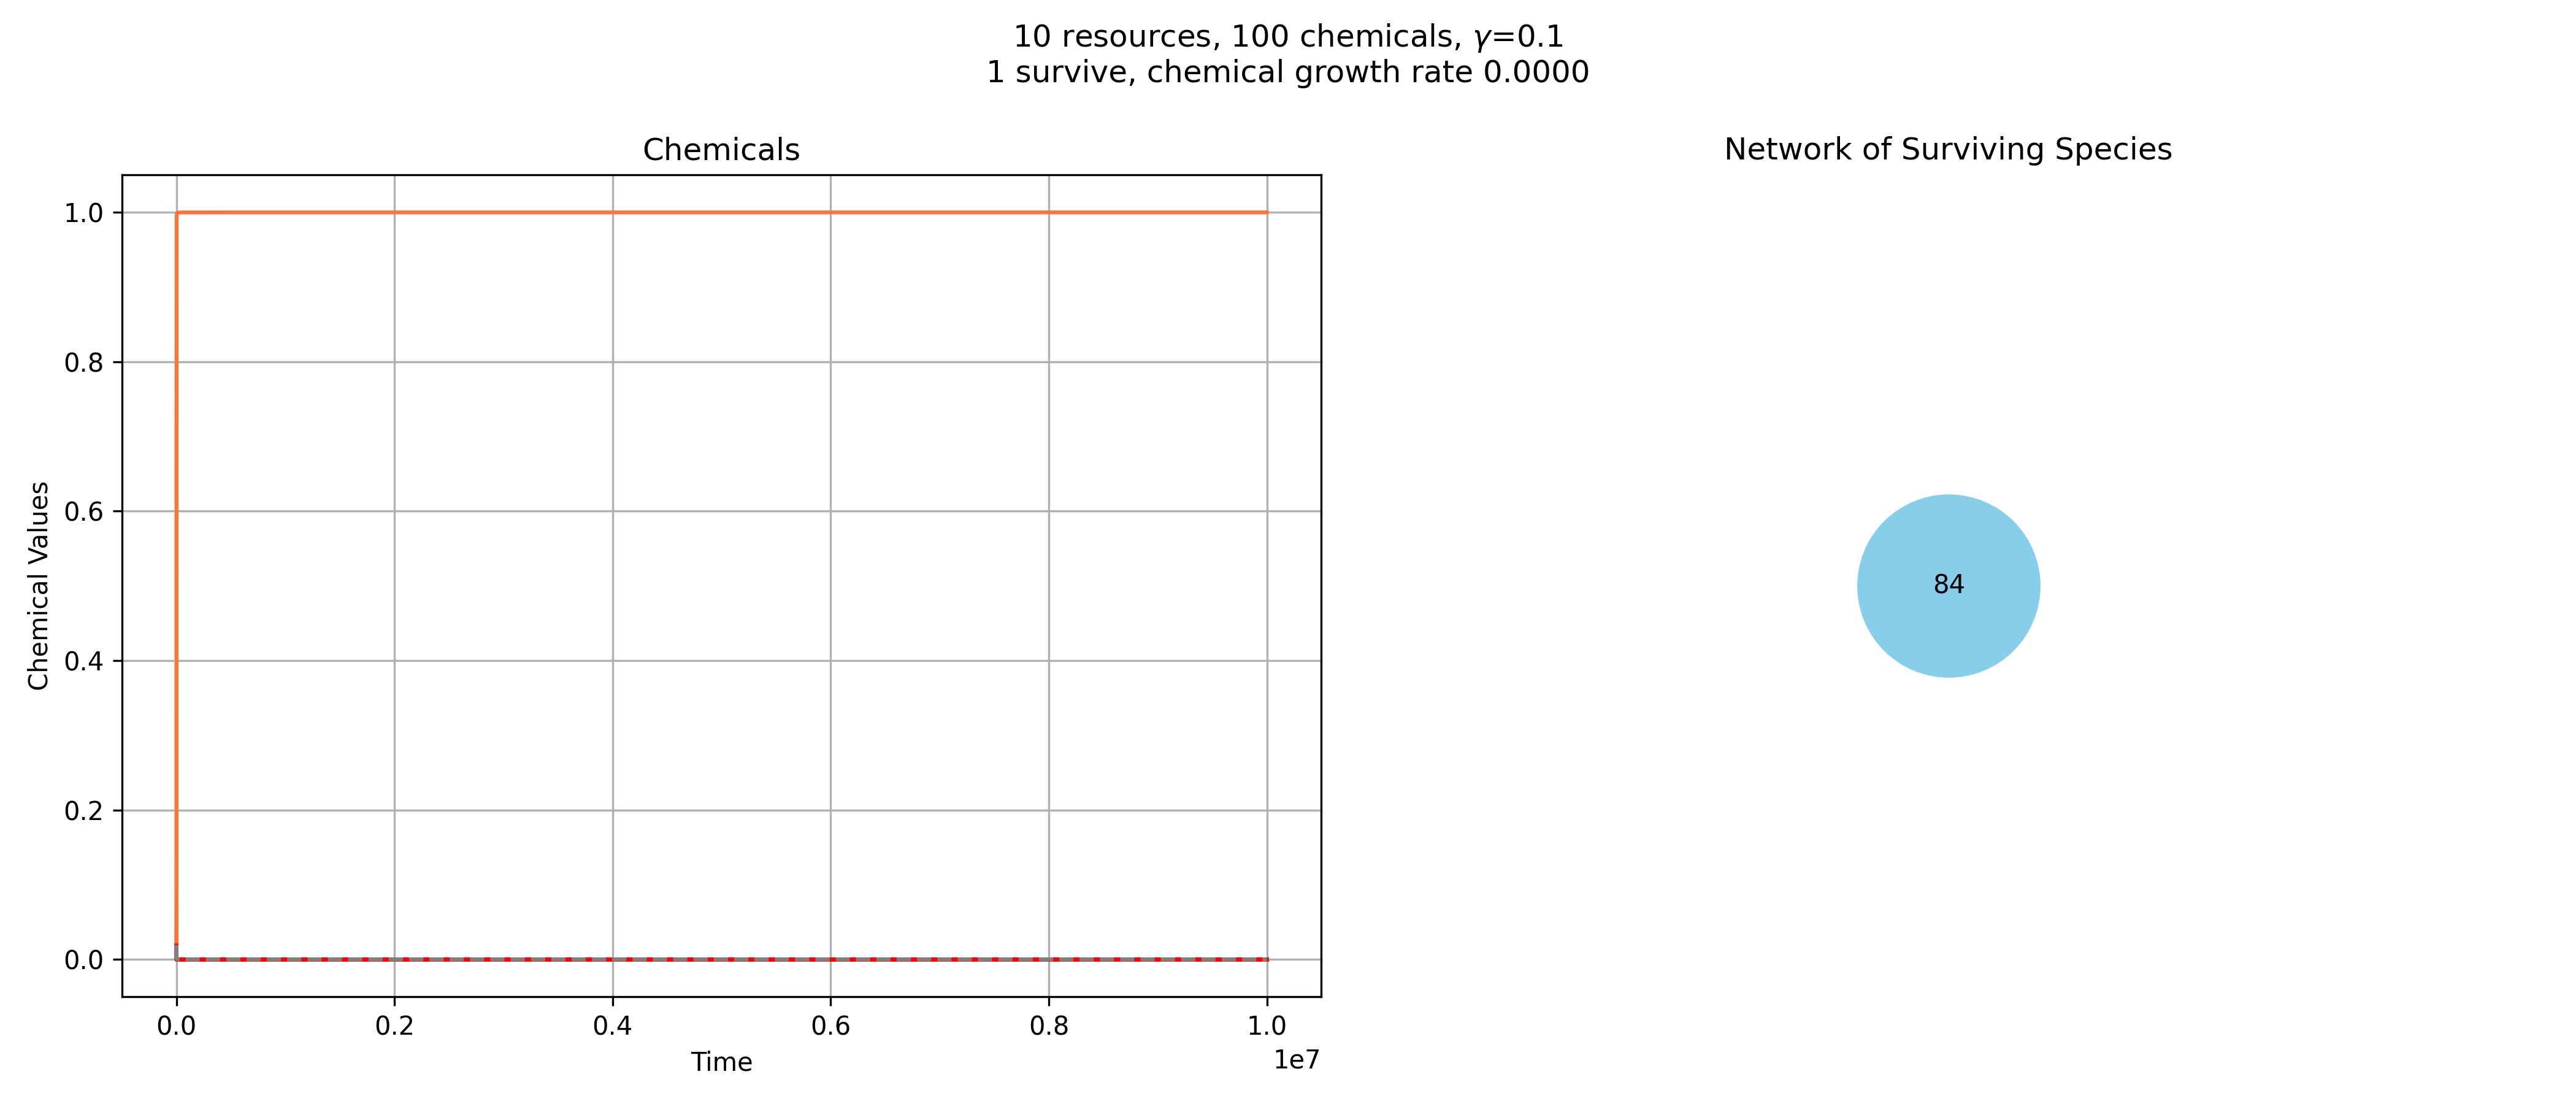 10 resources, 100 chemicals, γ=0.1
1 survive, chemical growth rate 0.0000
Chemicals
Network of Surviving Species
Chemical Values
1.0
0.8
0.6
0.4
0.2
0.0
0.0 0.2 0.4 0.6 0.8 1.0
1e7
Time
84